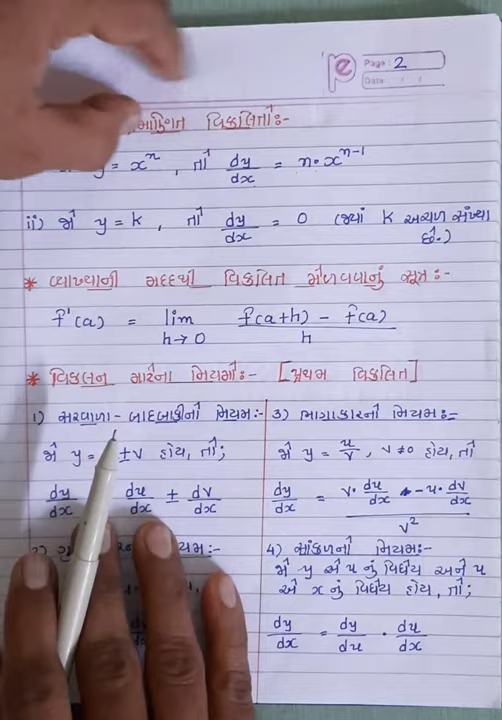 Page: 2
Date: / /
પ્રમાણિત વિકલિતો:-
y = xⁿ , તો dy/dx = n·xⁿ⁻¹
ii) જો y = k , તો dy/dx = 0 (જ્યાં k અચળ સંખ્યા છે.)
* વ્યાખ્યાની મદદથી વિકલિત મેળવવાનું સૂત્ર:-
f'(a) = lim h→0 f(a+h) - f(a) / h
* વિકલન માટેના નિયમો:- [પ્રથમ વિકલિત]
1) સરવાળા - બાદબાકીનો નિયમ:-
જો y = ±v હોય, તો;
dy/dx du/dx ± dv/dx
નિયમ:-
3) ભાગાકારનો નિયમ:-
જો y = u/v , v ≠ 0 હોય, તો
dy/dx = v· du/dx - u· dv/dx / v²
4) સાંકળનો નિયમ:-
જો y એ u નું વિધેય અને u
એ x નું વિધેય હોય, તો;
dy/dx = dy/du · du/dx